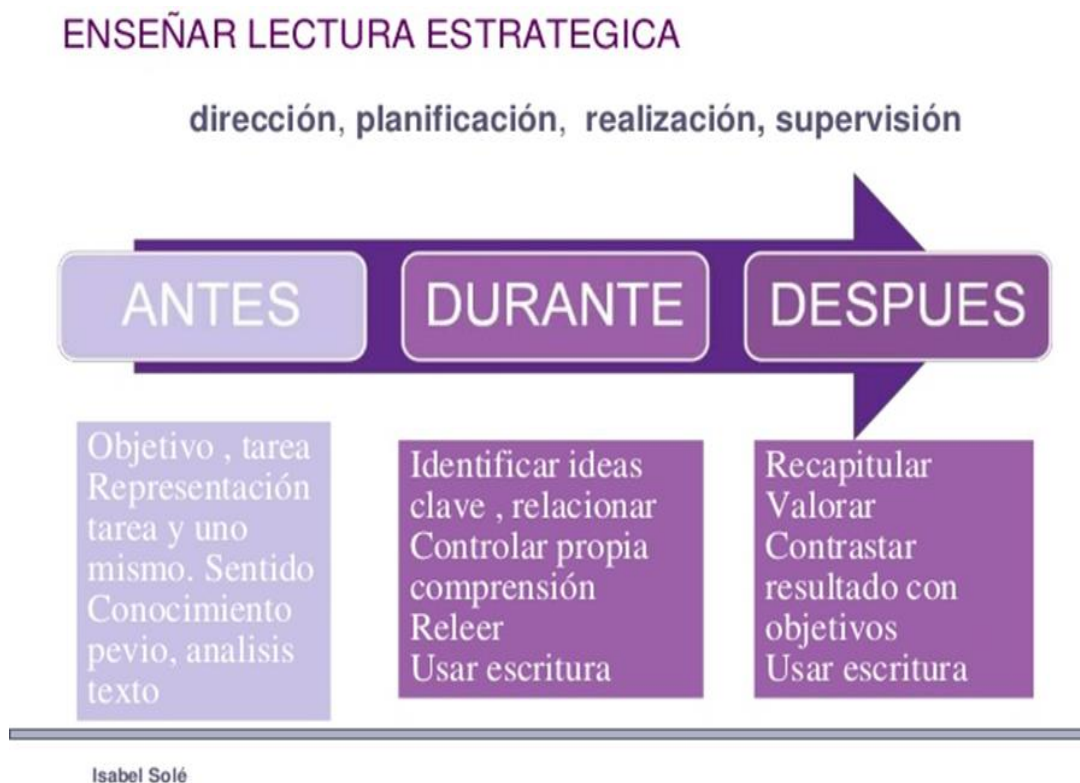 ENSEÑAR LECTURA ESTRATEGICA
dirección, planificación, realización, supervisión
ANTES
DURANTE
DESPUES
Objetivo , tarea
Representación
tarea y uno
mismo. Sentido
Conocimiento
pevio, analisis
texto
Identificar ideas
clave , relacionar
Controlar propia
comprensión
Releer
Usar escritura
Recapitular
Valorar
Contrastar
resultado con
objetivos
Usar escritura
Isabel Solé